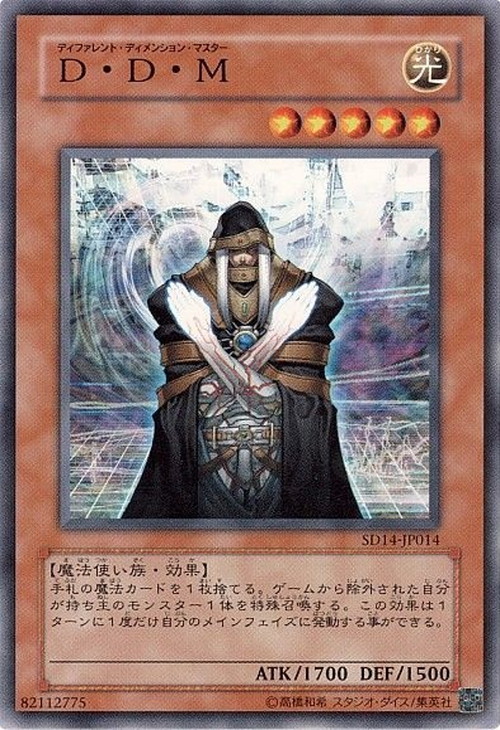 ディファレント・ディメンション・マスター
D・D・M
ひかり
光
SD14-JP014
【魔法使い族・効果】
手札の魔法カードを1枚捨てる。ゲームから除外された自分
が持ち主のモンスター1体を特殊召喚する。この効果は1
ターンに1度だけ自分のメインフェイズに発動する事ができる。
ATK/1700 DEF/1500
82112775
©高橋和希 スタジオ・ダイス/集英社